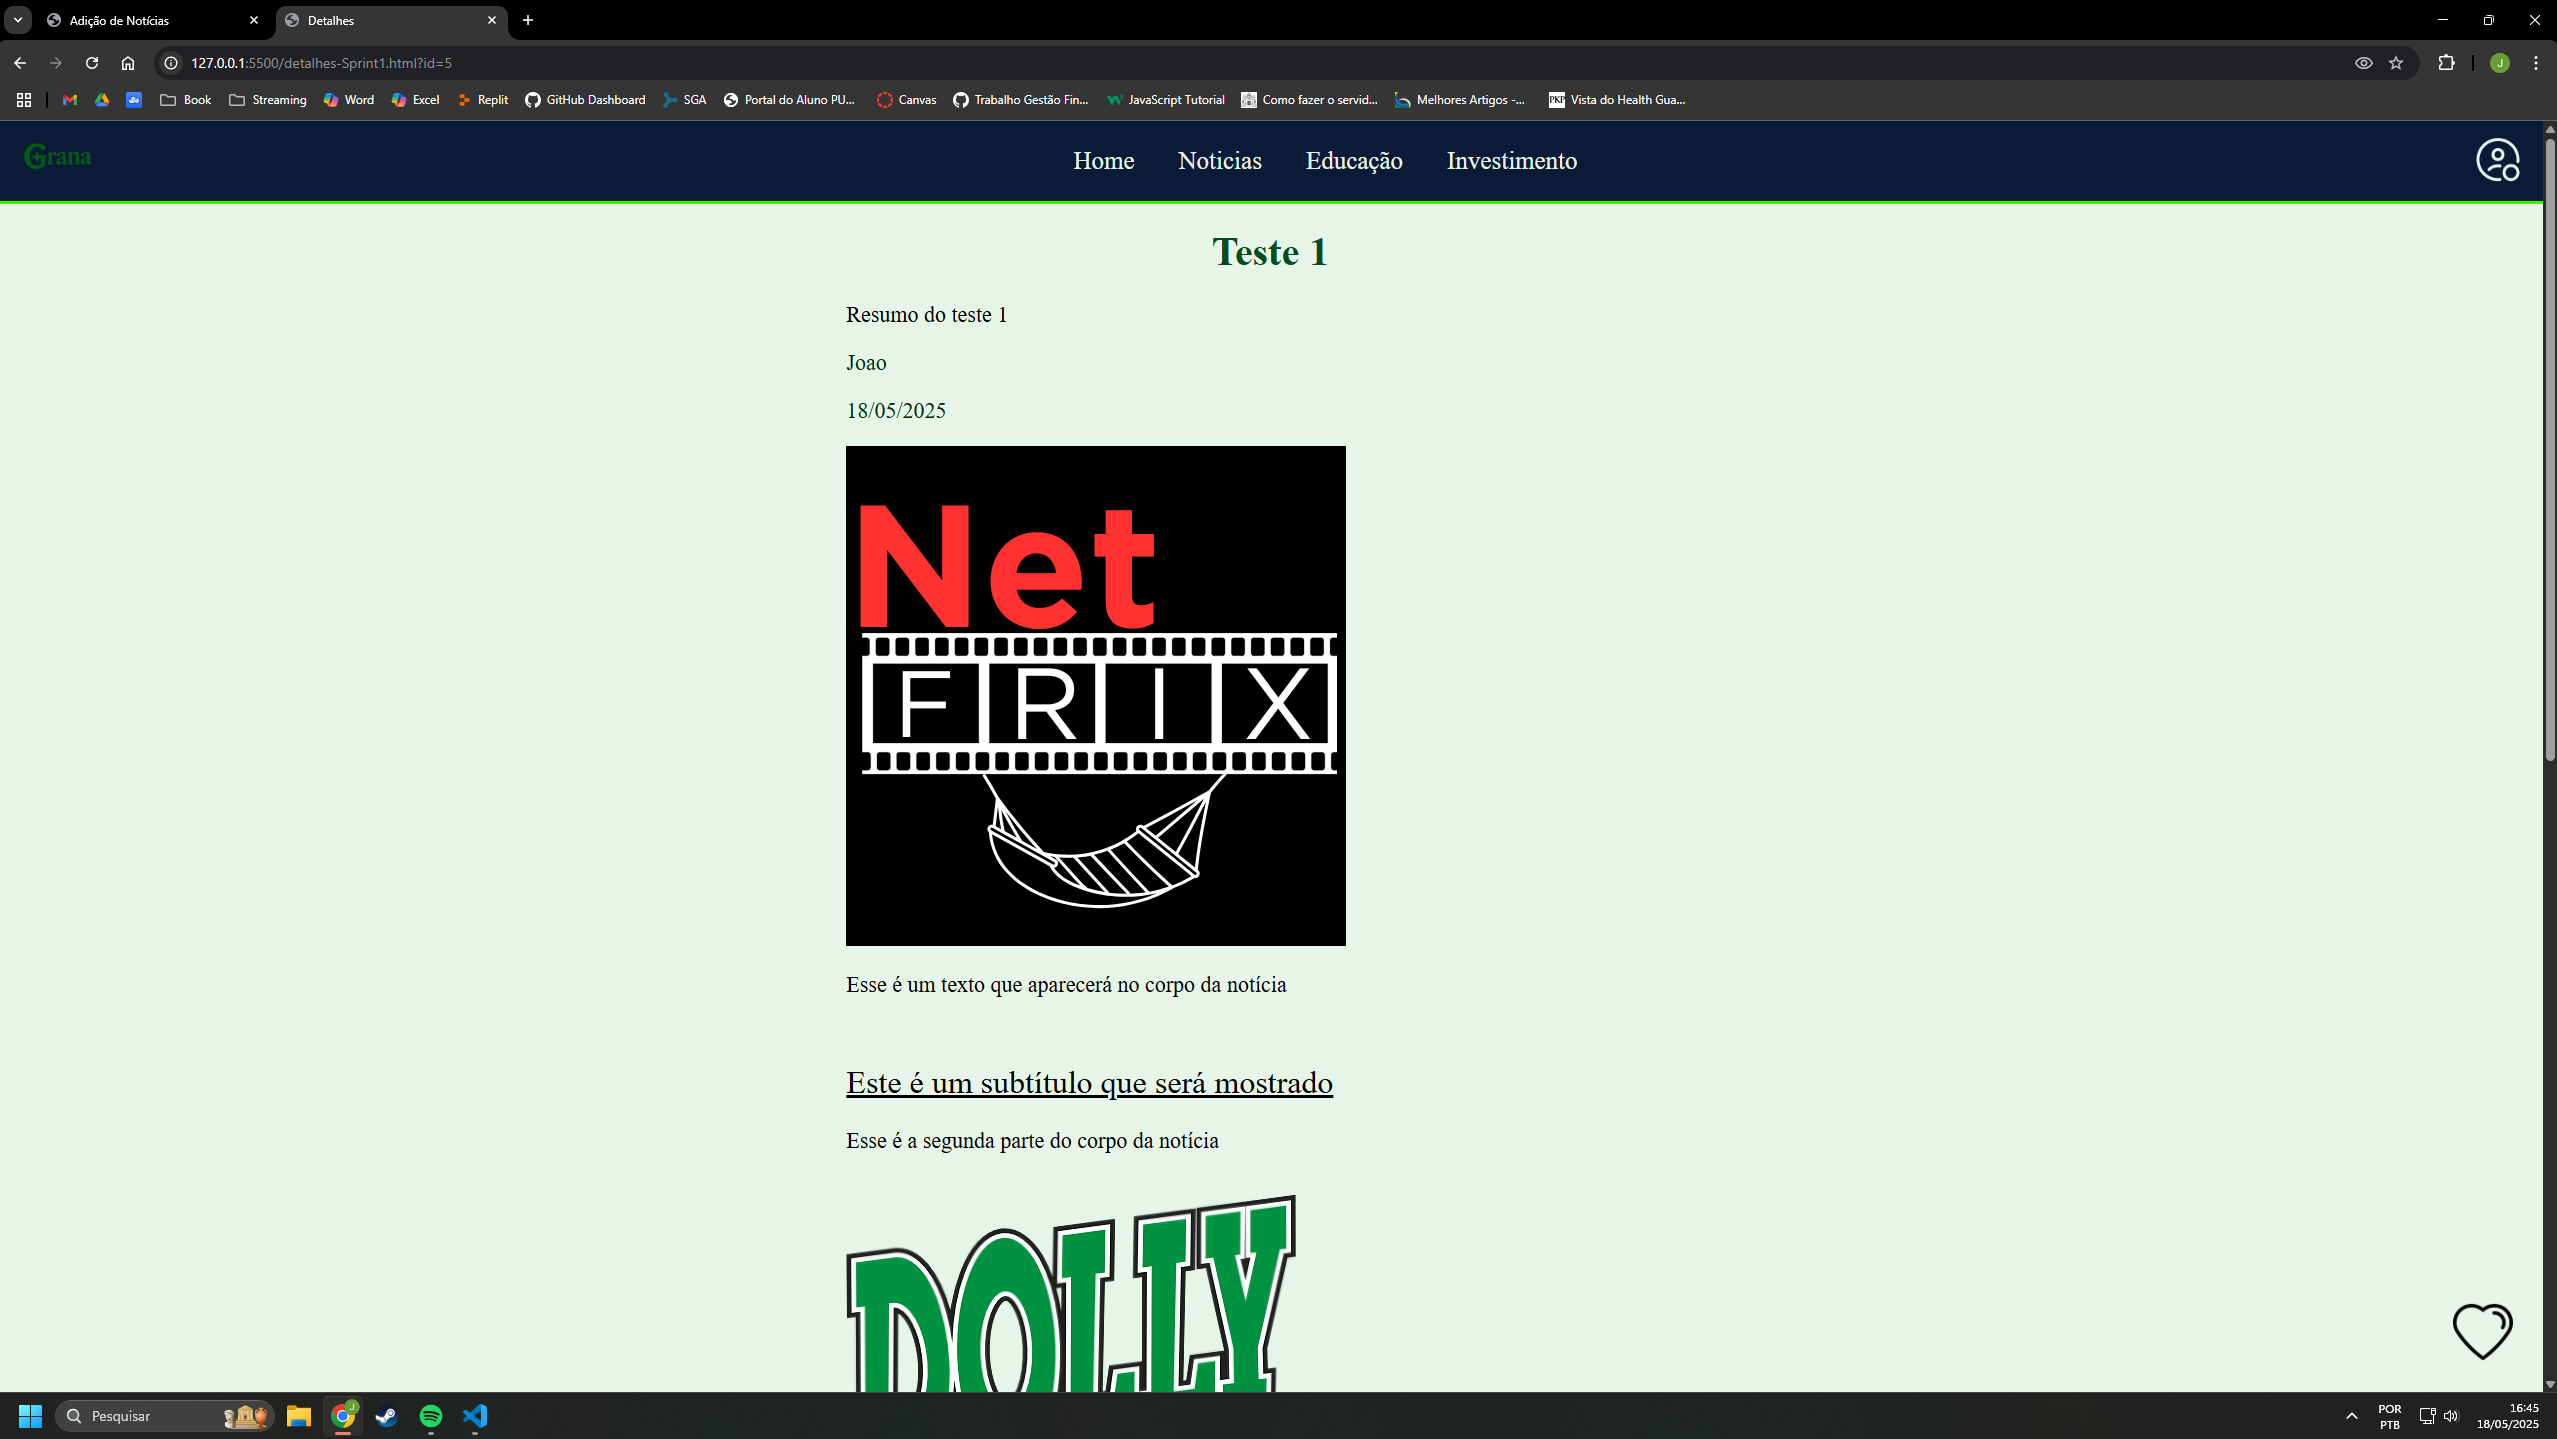 Adição de Notícias
Detalhes
127.0.0.1:5500/detalhes-Sprint1.html?id=5
J
Book
Streaming
Word
Excel
Replit
GitHub Dashboard
SGA
Portal do Aluno PU...
Canvas
Trabalho Gestão Fin...
JavaScript Tutorial
Como fazer o servid...
Melhores Artigos -...
PKP
Vista do Health Gua...
Grana
Home
Noticias
Educação
Investimento
Teste 1
Resumo do teste 1
Joao
18/05/2025
Net
FRIX
Esse é um texto que aparecerá no corpo da notícia
Este é um subtítulo que será mostrado
Esse é a segunda parte do corpo da notícia
DOLLY
Pesquisar
J
POR
PTB
16:45
18/05/2025